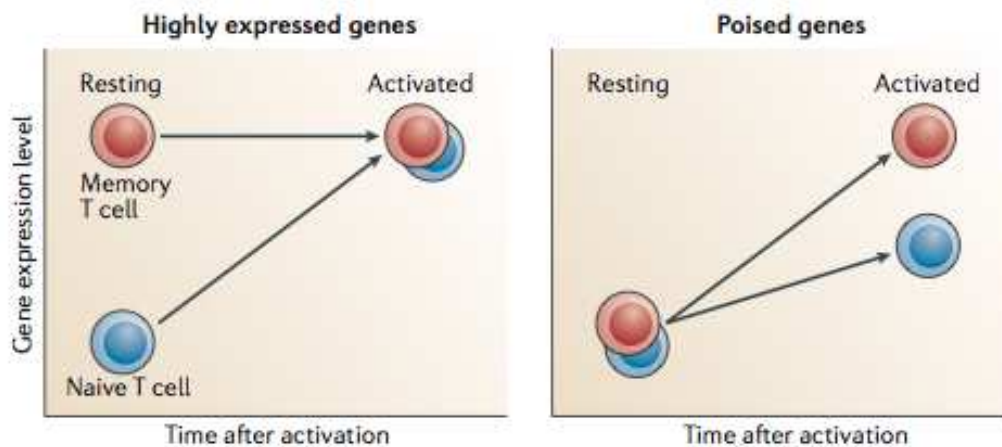 Highly expressed genes
Resting
Activated
Memory
T cell
Naive T cell
Gene expression level
Time after activation
Poised genes
Resting
Activated
Time after activation